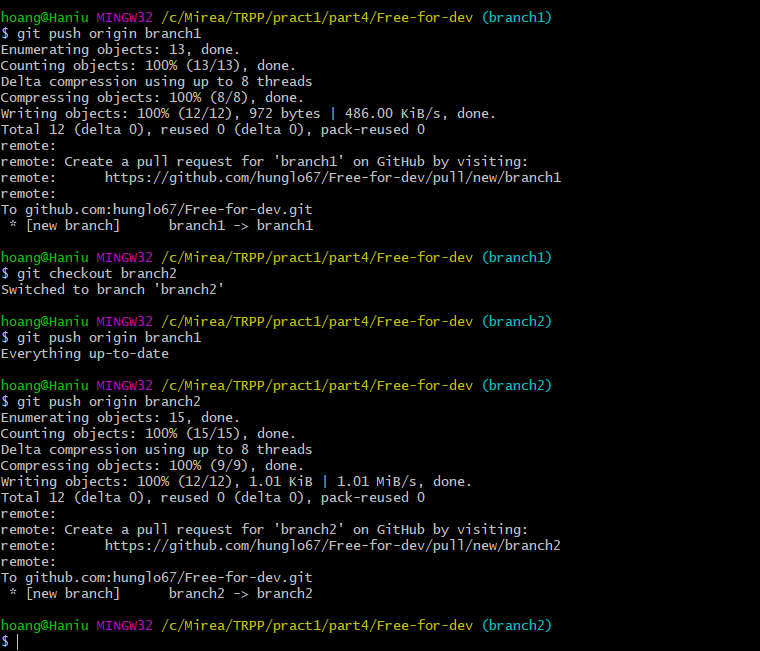 hoang@Haniu MINGW32 /c/Mirea/TRPP/pract1/part4/Free-for-dev (branch1)
$ git push origin branch1
Enumerating objects: 13, done.
Counting objects: 100% (13/13), done.
Delta compression using up to 8 threads
Compressing objects: 100% (8/8), done.
Writing objects: 100% (12/12), 972 bytes | 486.00 KiB/s, done.
Total 12 (delta 0), reused 0 (delta 0), pack-reused 0
remote:
remote: Create a pull request for 'branch1' on GitHub by visiting:
remote:      https://github.com/hunglo67/Free-for-dev/pull/new/branch1
remote:
To github.com:hunglo67/Free-for-dev.git
 * [new branch]      branch1 -> branch1

hoang@Haniu MINGW32 /c/Mirea/TRPP/pract1/part4/Free-for-dev (branch1)
$ git checkout branch2
Switched to branch 'branch2'

hoang@Haniu MINGW32 /c/Mirea/TRPP/pract1/part4/Free-for-dev (branch2)
$ git push origin branch1
Everything up-to-date

hoang@Haniu MINGW32 /c/Mirea/TRPP/pract1/part4/Free-for-dev (branch2)
$ git push origin branch2
Enumerating objects: 15, done.
Counting objects: 100% (15/15), done.
Delta compression using up to 8 threads
Compressing objects: 100% (9/9), done.
Writing objects: 100% (12/12), 1.01 KiB | 1.01 MiB/s, done.
Total 12 (delta 0), reused 0 (delta 0), pack-reused 0
remote:
remote: Create a pull request for 'branch2' on GitHub by visiting:
remote:      https://github.com/hunglo67/Free-for-dev/pull/new/branch2
remote:
To github.com:hunglo67/Free-for-dev.git
 * [new branch]      branch2 -> branch2

hoang@Haniu MINGW32 /c/Mirea/TRPP/pract1/part4/Free-for-dev (branch2)
$